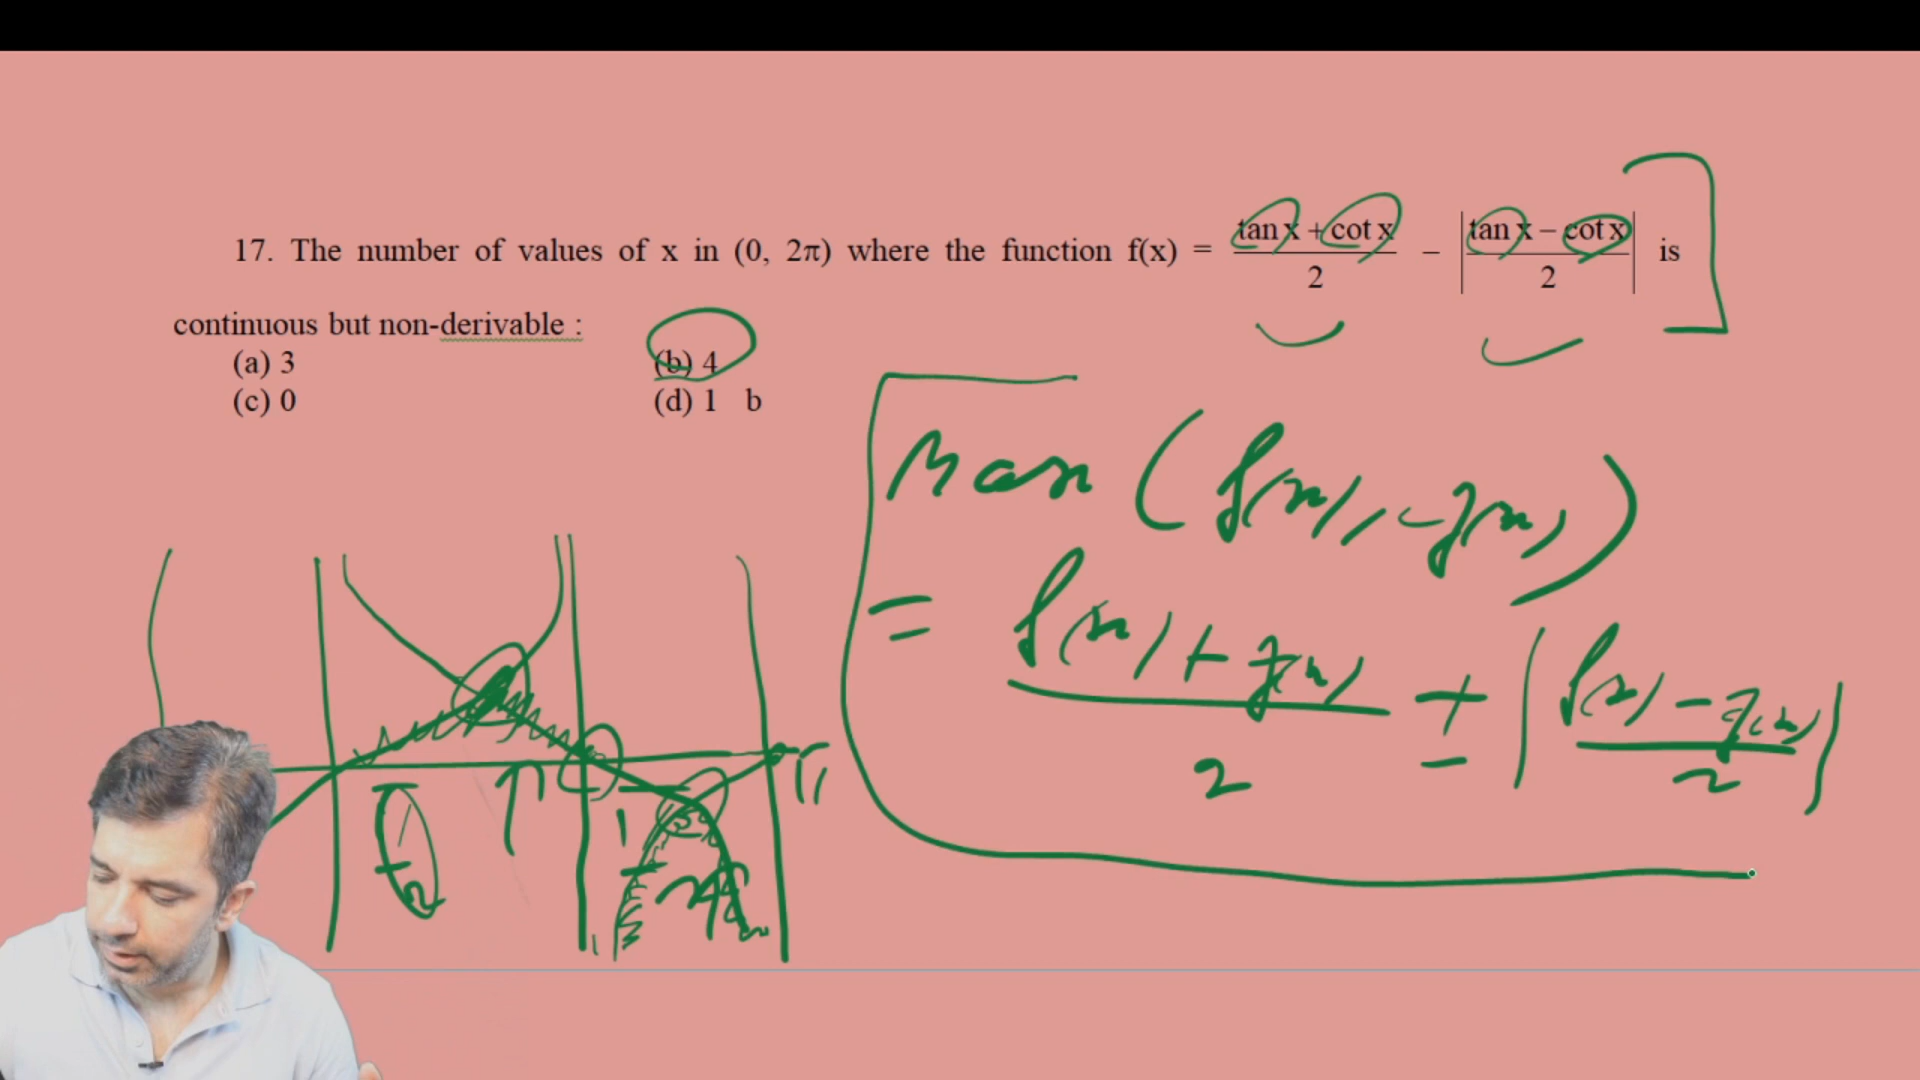 17. The number of values of x in (0, 2π) where the function f(x) = (tan x + cot x)/2 − |(tan x − cot x)/2| is
continuous but non-derivable :
(a) 3 (b) 4
(c) 0 (d) 1 b
Max (f(x), g(x))
= (f(x) + g(x))/2 ± |(f(x) − g(x))/2|